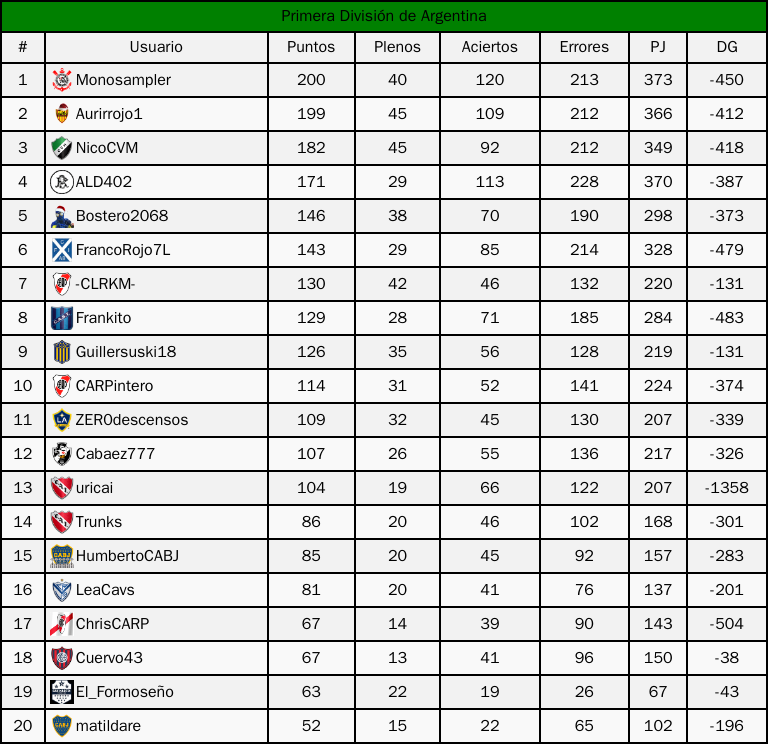 Primera División de Argentina
# Usuario Puntos Plenos Aciertos Errores PJ DG
1 Monosampler 200 40 120 213 373 -450
2 Aurirrojo1 199 45 109 212 366 -412
3 NicoCVM 182 45 92 212 349 -418
4 ALD402 171 29 113 228 370 -387
5 Bostero2068 146 38 70 190 298 -373
6 FrancoRojo7L 143 29 85 214 328 -479
7 -CLRKM- 130 42 46 132 220 -131
8 Frankito 129 28 71 185 284 -483
9 Guillersuski18 126 35 56 128 219 -131
10 CARPintero 114 31 52 141 224 -374
11 ZER0descensos 109 32 45 130 207 -339
12 Cabaez777 107 26 55 136 217 -326
13 uricai 104 19 66 122 207 -1358
14 Trunks 86 20 46 102 168 -301
15 HumbertoCABJ 85 20 45 92 157 -283
16 LeaCavs 81 20 41 76 137 -201
17 ChrisCARP 67 14 39 90 143 -504
18 Cuervo43 67 13 41 96 150 -38
19 El_Formoseño 63 22 19 26 67 -43
20 matildare 52 15 22 65 102 -196